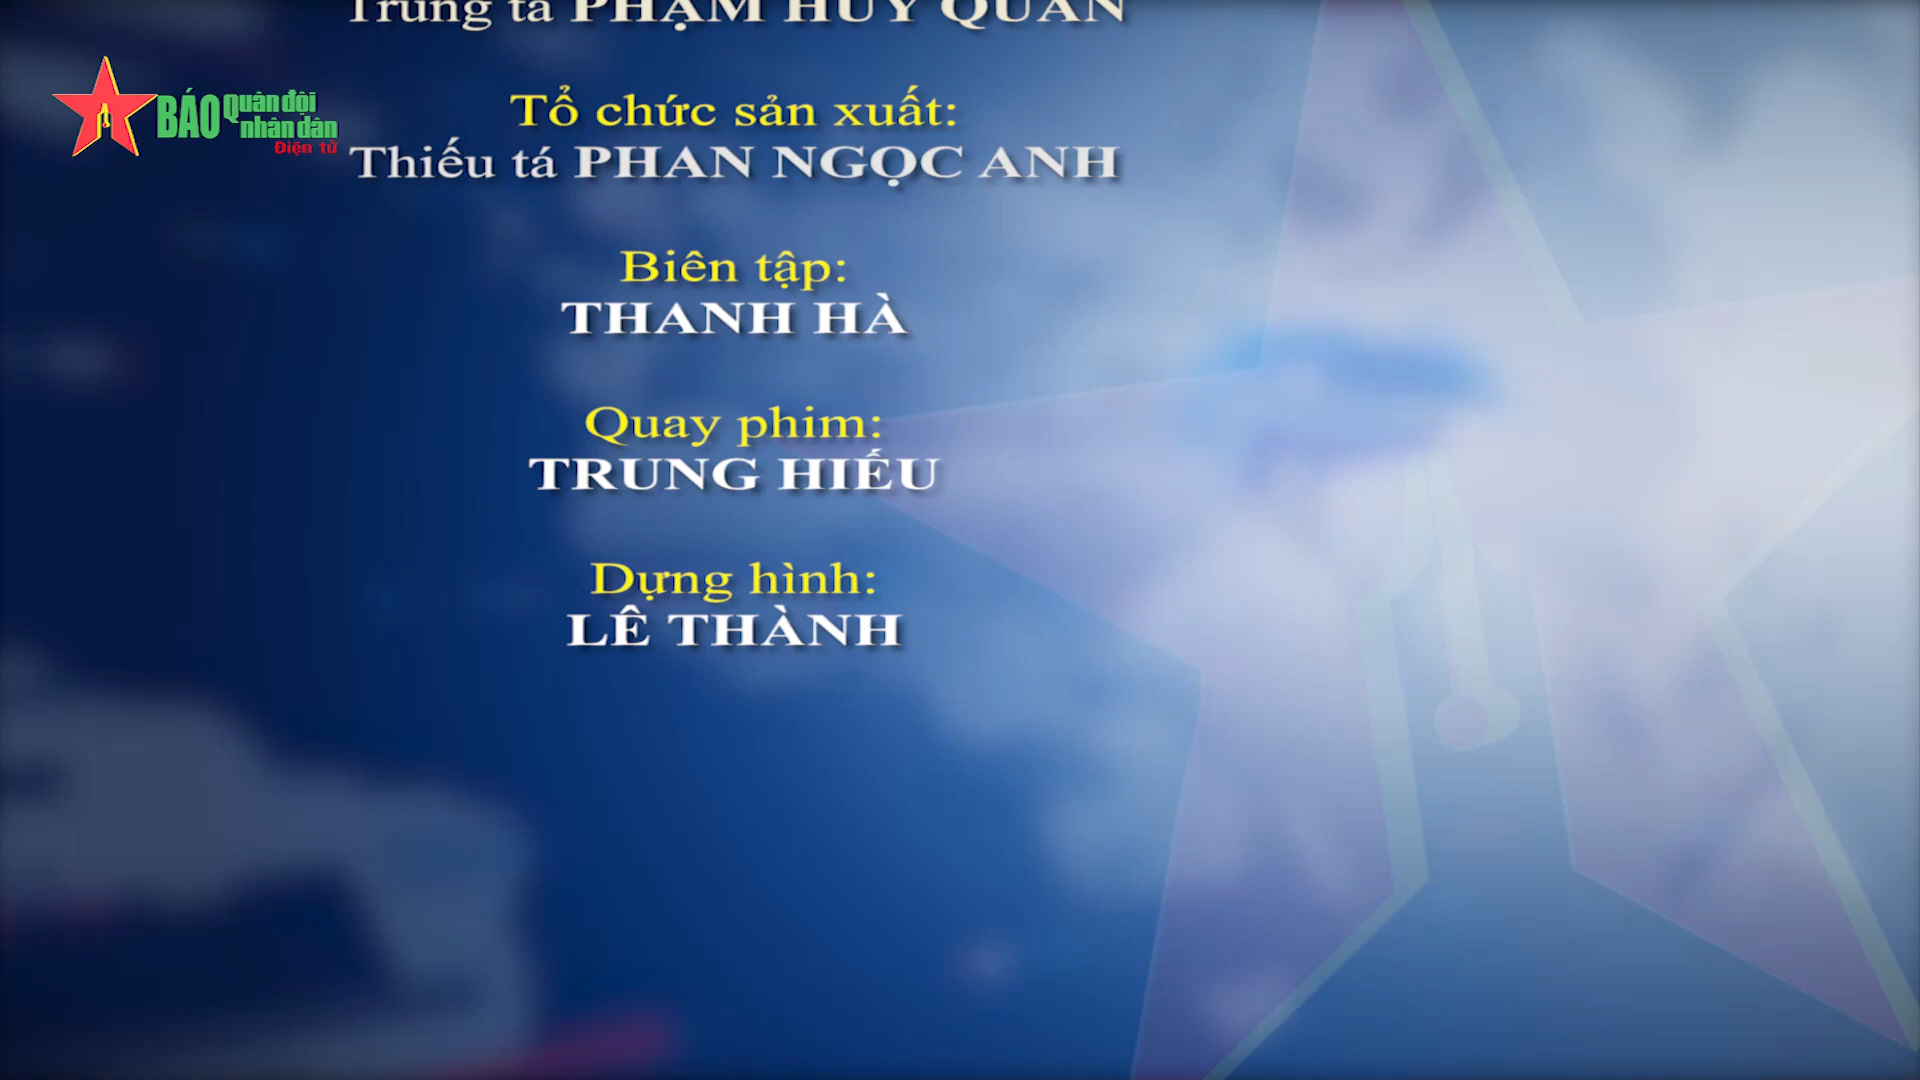 Trung tá PHẠM HUY QUÂN
BÁO Quân đội
nhân dân
Điện tử
Tổ chức sản xuất:
Thiếu tá PHAN NGỌC ANH
Biên tập:
THANH HÀ
Quay phim:
TRUNG HIẾU
Dựng hình:
LÊ THÀNH